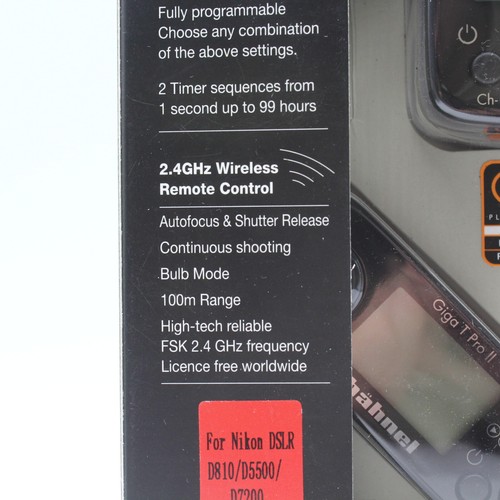 Fully programmable
Choose any combination
of the above settings.
2 Timer sequences from
1 second up to 99 hours
2.4GHz Wireless
Remote Control
Autofocus & Shutter Release
Continuous shooting
Bulb Mode
100m Range
High-tech reliable
FSK 2.4 GHz frequency
Licence free worldwide
For Nikon DSLR
D810/D5500/
D7200
Ch-
Giga T Pro II
hähnel